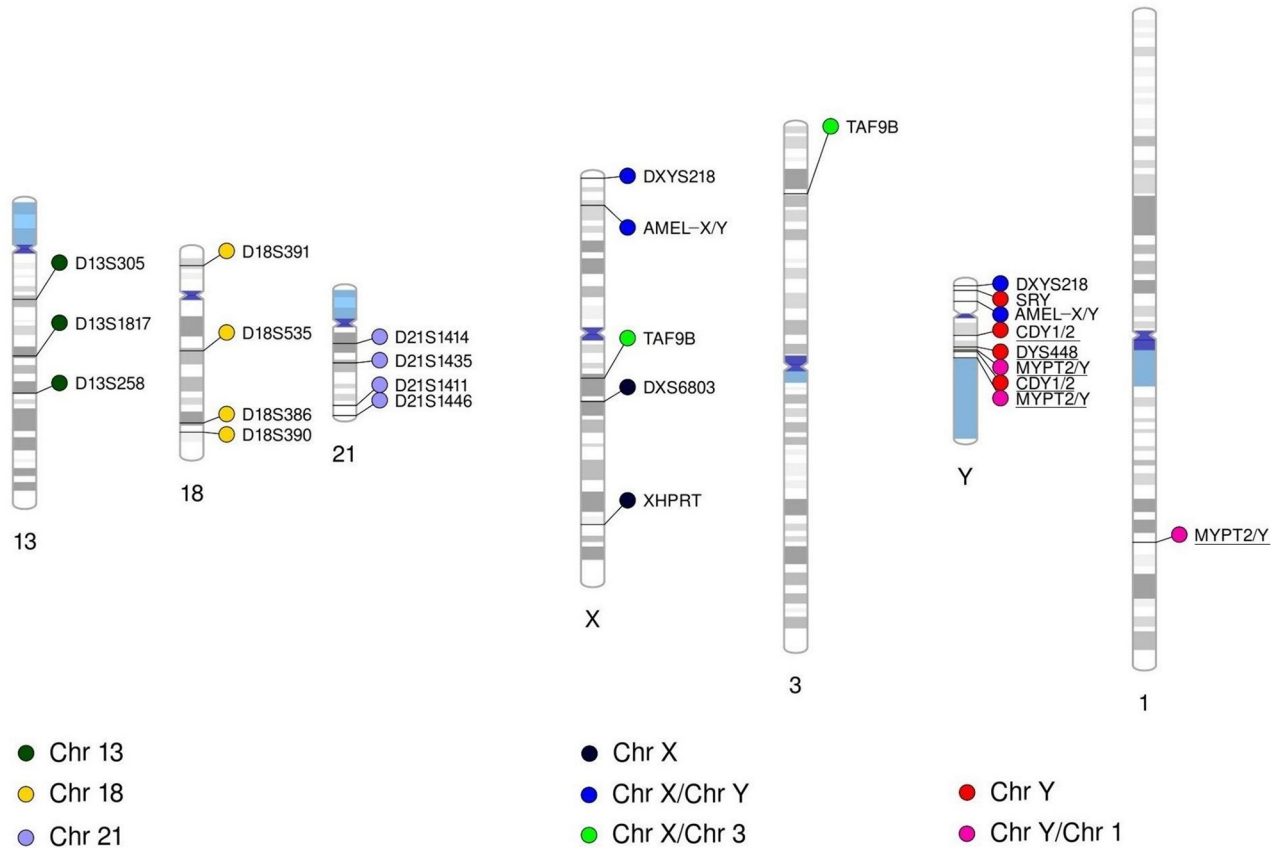 D13S305
D13S1817
D13S258
13
D18S391
D18S535
D18S386
D18S390
18
D21S1414
D21S1435
D21S1411
D21S1446
21
DXYS218
AMEL–X/Y
TAF9B
DXS6803
XHPRT
X
TAF9B
3
DXYS218
SRY
AMEL–X/Y
CDY1/2
DYS448
MYPT2/Y
CDY1/2
MYPT2/Y
Y
MYPT2/Y
1
Chr 13
Chr 18
Chr 21
Chr X
Chr X/Chr Y
Chr X/Chr 3
Chr Y
Chr Y/Chr 1